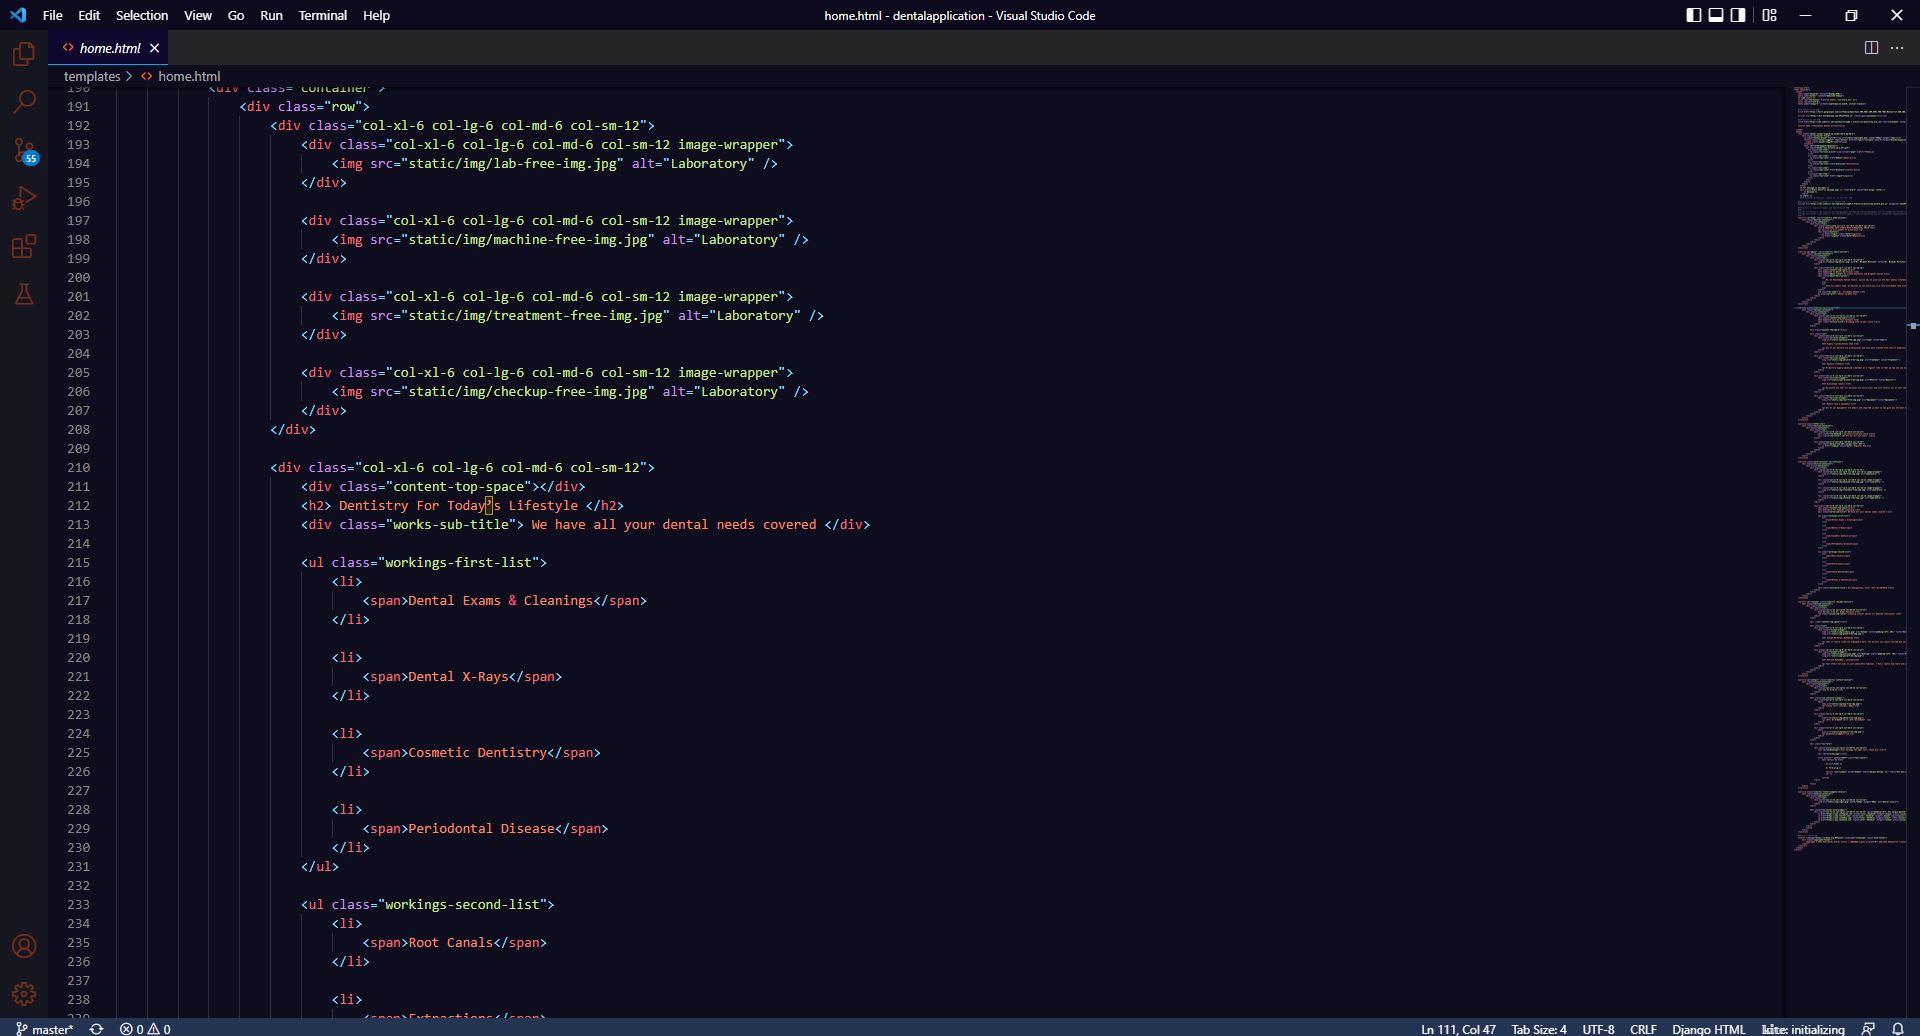 File Edit Selection View Go Run Terminal Help
home.html - dentalapplication - Visual Studio Code
home.html
templates > home.html
190 <div class="container">
191 <div class="row">
192 <div class="col-xl-6 col-lg-6 col-md-6 col-sm-12">
193 <div class="col-xl-6 col-lg-6 col-md-6 col-sm-12 image-wrapper">
194 <img src="static/img/lab-free-img.jpg" alt="Laboratory" />
195 </div>
196
197 <div class="col-xl-6 col-lg-6 col-md-6 col-sm-12 image-wrapper">
198 <img src="static/img/machine-free-img.jpg" alt="Laboratory" />
199 </div>
200
201 <div class="col-xl-6 col-lg-6 col-md-6 col-sm-12 image-wrapper">
202 <img src="static/img/treatment-free-img.jpg" alt="Laboratory" />
203 </div>
204
205 <div class="col-xl-6 col-lg-6 col-md-6 col-sm-12 image-wrapper">
206 <img src="static/img/checkup-free-img.jpg" alt="Laboratory" />
207 </div>
208 </div>
209
210 <div class="col-xl-6 col-lg-6 col-md-6 col-sm-12">
211 <div class="content-top-space"></div>
212 <h2> Dentistry For Today’s Lifestyle </h2>
213 <div class="works-sub-title"> We have all your dental needs covered </div>
214
215 <ul class="workings-first-list">
216 <li>
217 <span>Dental Exams & Cleanings</span>
218 </li>
219
220 <li>
221 <span>Dental X-Rays</span>
222 </li>
223
224 <li>
225 <span>Cosmetic Dentistry</span>
226 </li>
227
228 <li>
229 <span>Periodontal Disease</span>
230 </li>
231 </ul>
232
233 <ul class="workings-second-list">
234 <li>
235 <span>Root Canals</span>
236 </li>
237
238 <li>
239 <span>Extractions</span>
55
master* 0 0 Ln 111, Col 47 Tab Size: 4 UTF-8 CRLF Django HTML kite: initializing